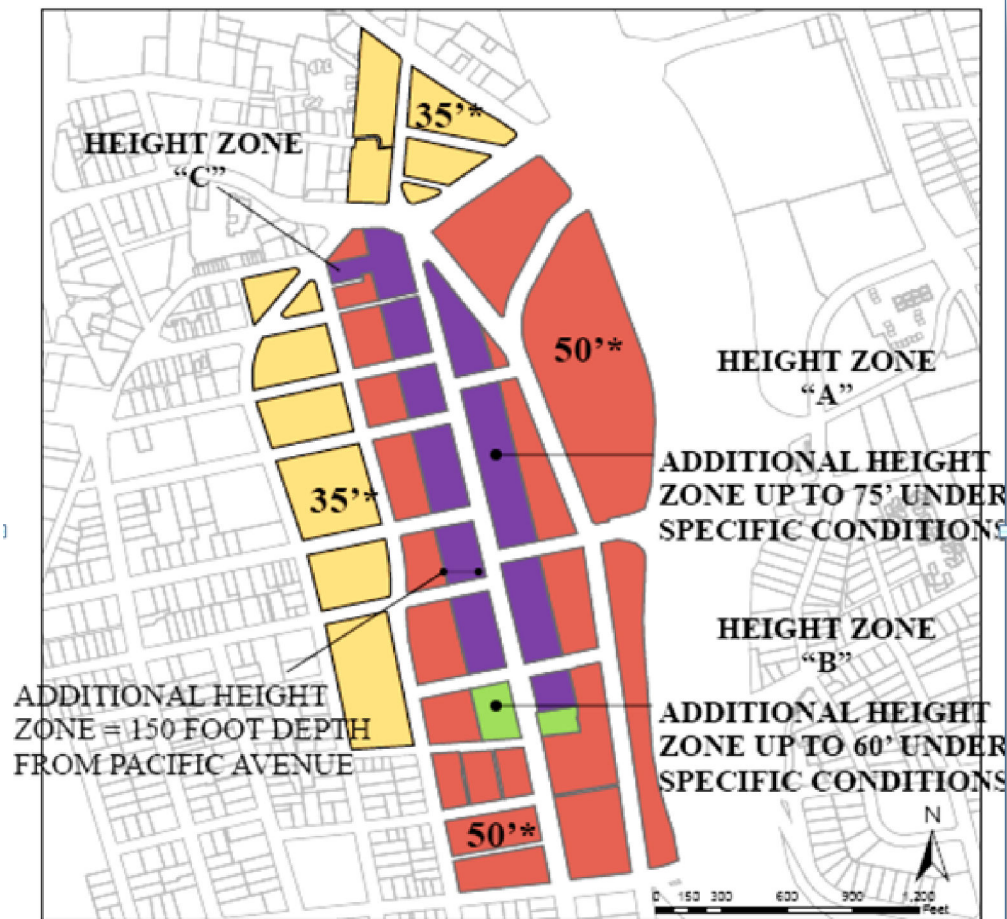 35'*
HEIGHT ZONE
“C”
50'*
HEIGHT ZONE
“A”
ADDITIONAL HEIGHT
ZONE UP TO 75' UNDER
SPECIFIC CONDITIONS
35'*
HEIGHT ZONE
“B”
ADDITIONAL HEIGHT
ZONE = 150 FOOT DEPTH
FROM PACIFIC AVENUE
ADDITIONAL HEIGHT
ZONE UP TO 60' UNDER
SPECIFIC CONDITIONS
50'*
N
0 150 300 600 900 1,200
Feet